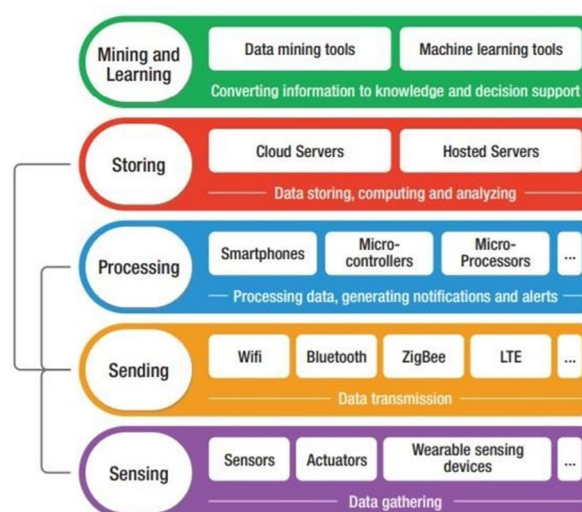 Mining and
Learning
Data mining tools
Machine learning tools
Converting information to knowledge and decision support
Storing
Cloud Servers
Hosted Servers
Data storing, computing and analyzing
Processing
Smartphones
Micro-
controllers
Micro-
Processors
...
Processing data, generating notifications and alerts
Sending
Wifi
Bluetooth
ZigBee
LTE
...
Data transmission
Sensing
Sensors
Actuators
Wearable sensing
devices
...
Data gathering